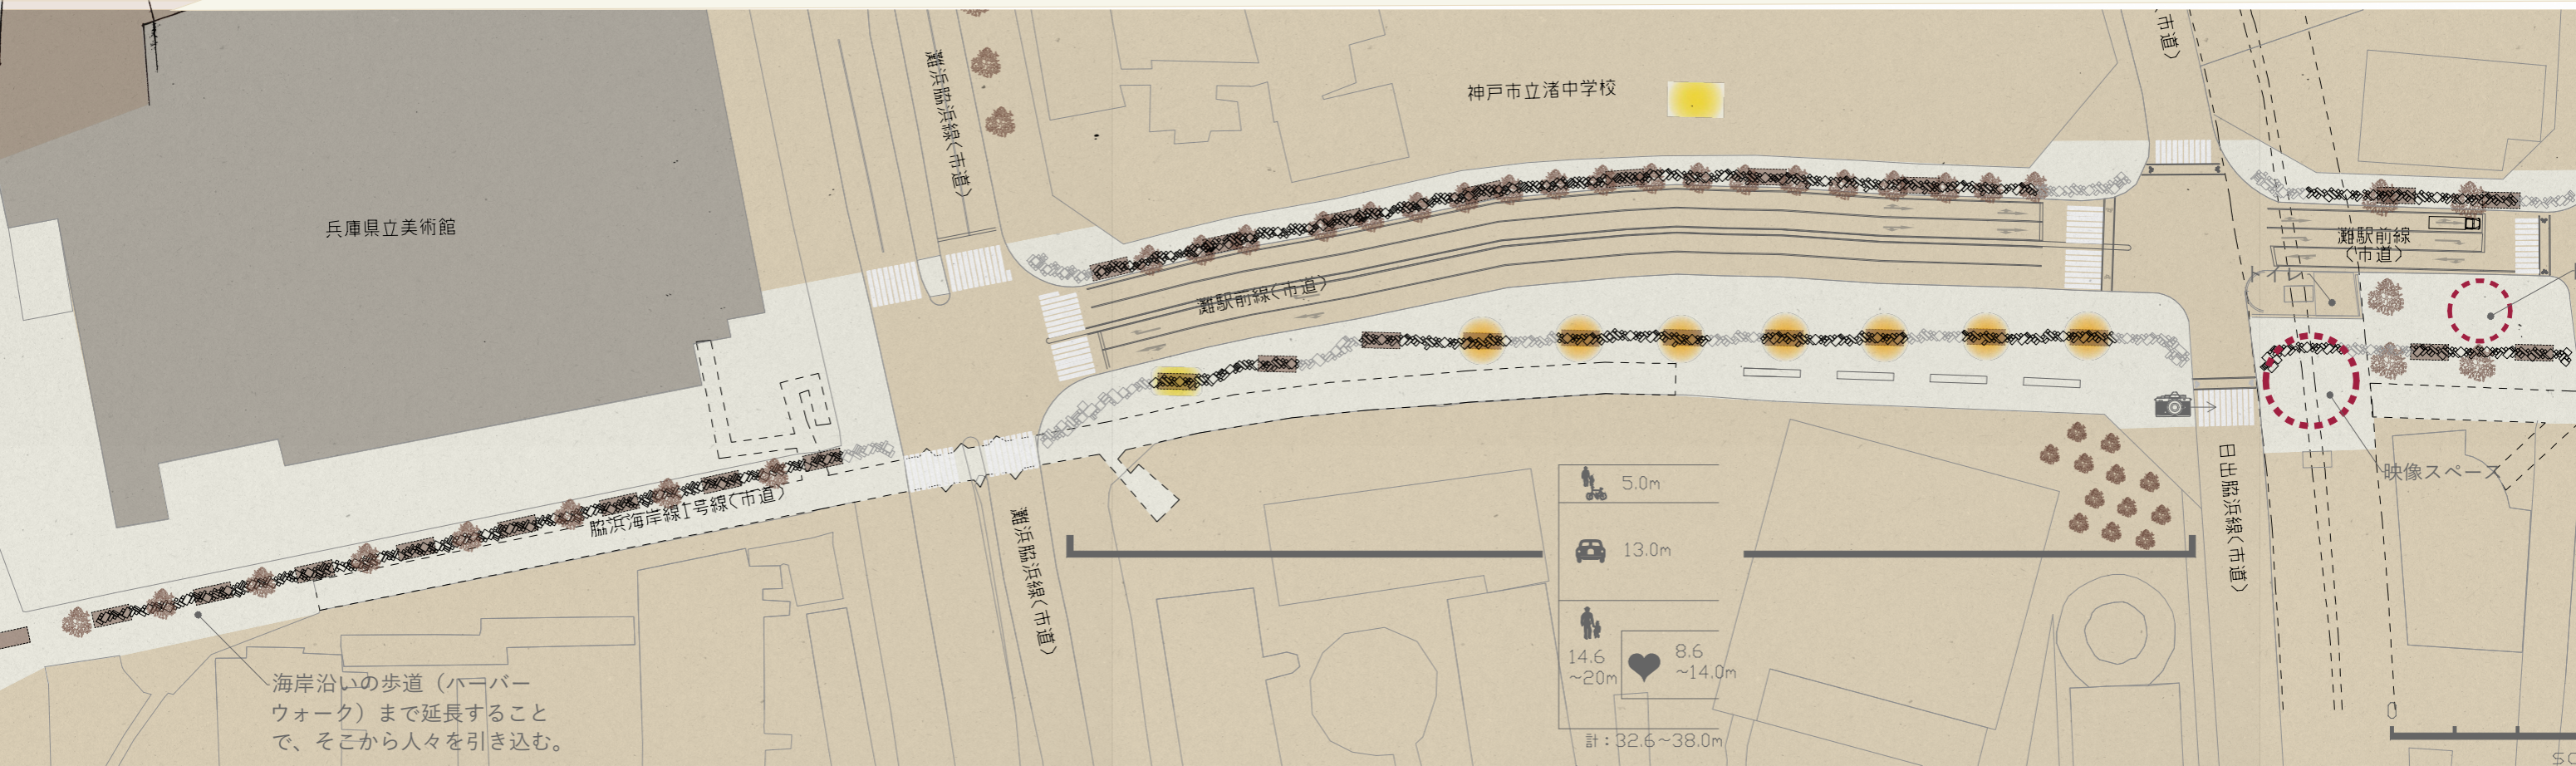 市道)
灘浜脇浜線(市道)
神戸市立渚中学校
兵庫県立美術館
灘駅前線
(市道)
トイレ
灘駅前線(市道)
脇浜海岸線1号線(市道)
日出脇浜線(市道)
映像スペース
灘浜脇浜線(市道)
5.0m
13.0m
14.6
~20m
8.6
~14.0m
計:32.6~38.0m
海岸沿いの歩道(ハーバー
ウォーク)まで延長すること
で、そこから人々を引き込む。
0